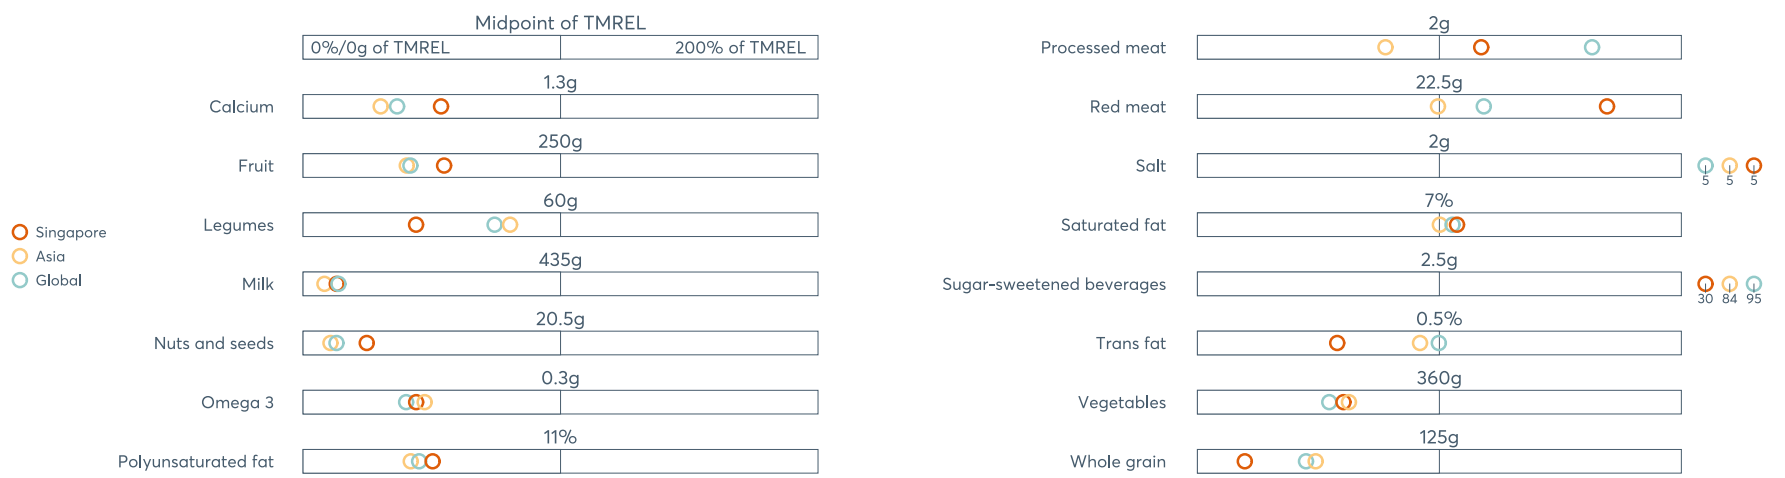 Midpoint of TMREL
0%/0g of TMREL 200% of TMREL
1.3g
Calcium
250g
Fruit
60g
Legumes
435g
Milk
20.5g
Nuts and seeds
0.3g
Omega 3
11%
Polyunsaturated fat
Singapore
Asia
Global
2g
Processed meat
22.5g
Red meat
2g
Salt
5 5 5
7%
Saturated fat
2.5g
Sugar-sweetened beverages
30 84 95
0.5%
Trans fat
360g
Vegetables
125g
Whole grain